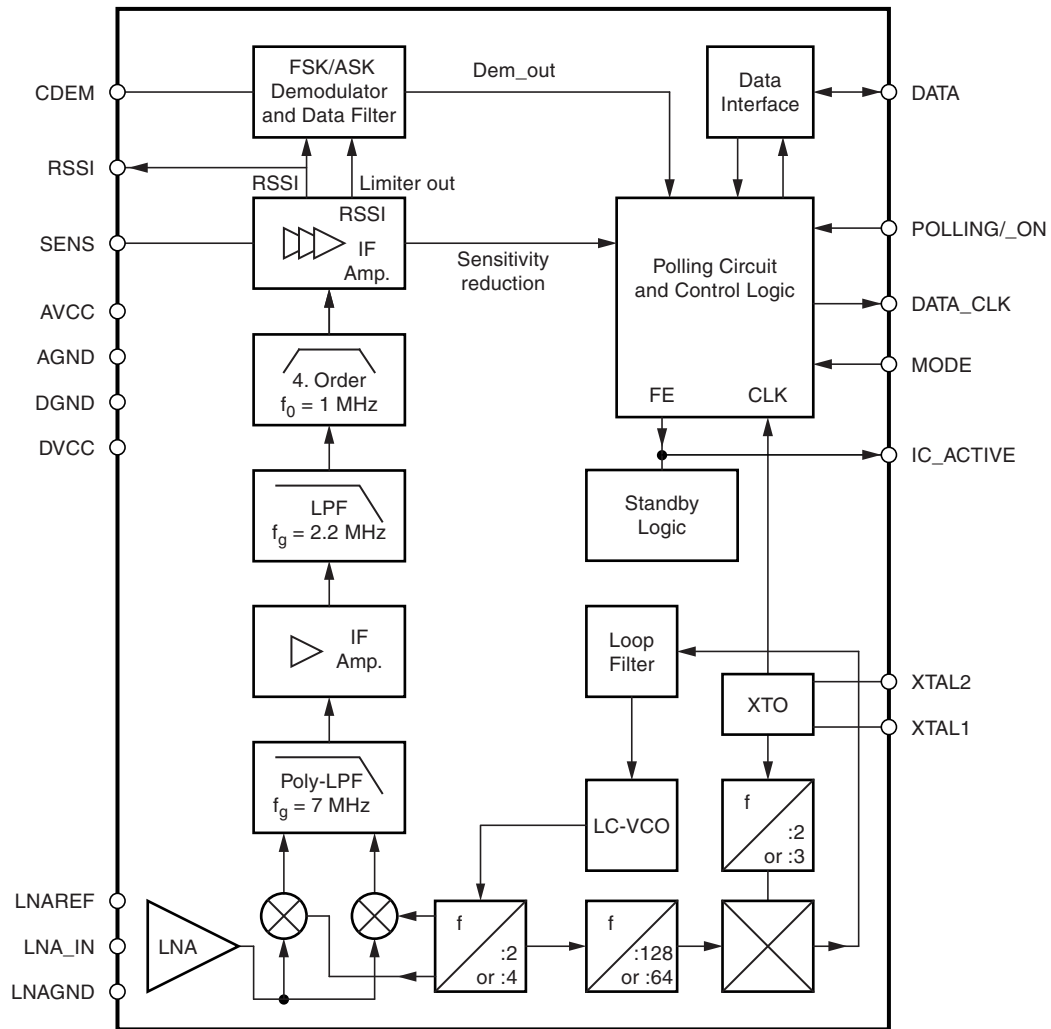 CDEM
RSSI
SENS
AVCC
AGND
DGND
DVCC
LNAREF
LNA_IN
LNAGND
FSK/ASK
Demodulator
and Data Filter
Dem_out
RSSI
Limiter out
RSSI
IF
Amp.
Sensitivity
reduction
4. Order
f0 = 1 MHz
LPF
fg = 2.2 MHz
IF
Amp.
Poly-LPF
fg = 7 MHz
LNA
Data
Interface
Polling Circuit
and Control Logic
FE
CLK
Standby
Logic
Loop
Filter
XTO
LC-VCO
f
:2
or :3
f
:2
or :4
f
:128
or :64
DATA
POLLING/_ON
DATA_CLK
MODE
IC_ACTIVE
XTAL2
XTAL1